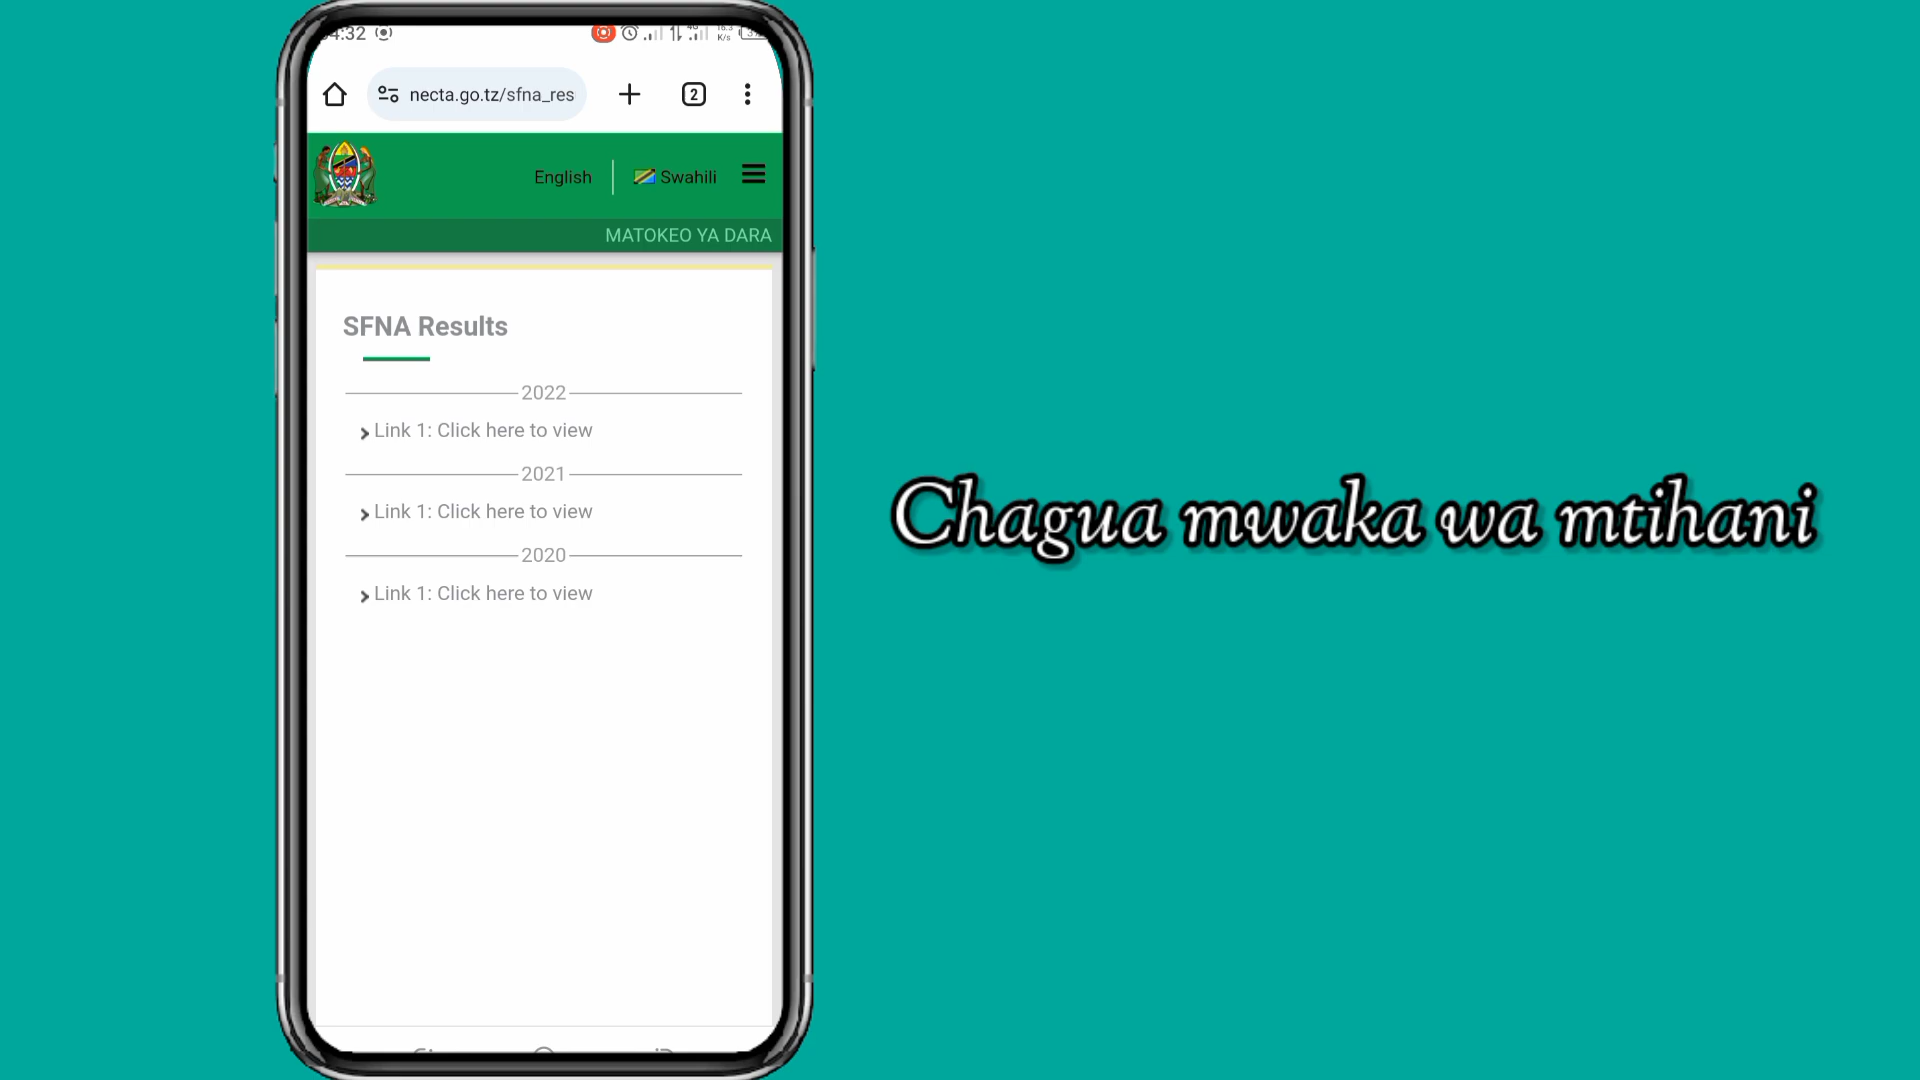 4:32
K/s
necta.go.tz/sfna_res
2
English
Swahili
MATOKEO YA DARA
SFNA Results
2022
Link 1: Click here to view
2021
Link 1: Click here to view
2020
Link 1: Click here to view
Chagua mwaka wa mtihani